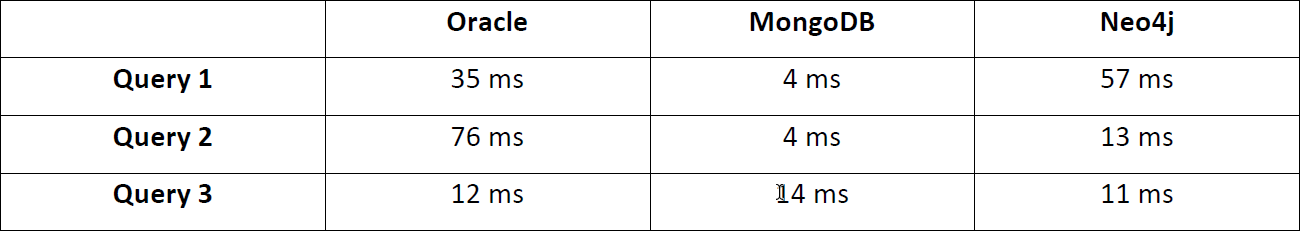 Oracle MongoDB Neo4j
Query 1 35 ms 4 ms 57 ms
Query 2 76 ms 4 ms 13 ms
Query 3 12 ms 14 ms 11 ms